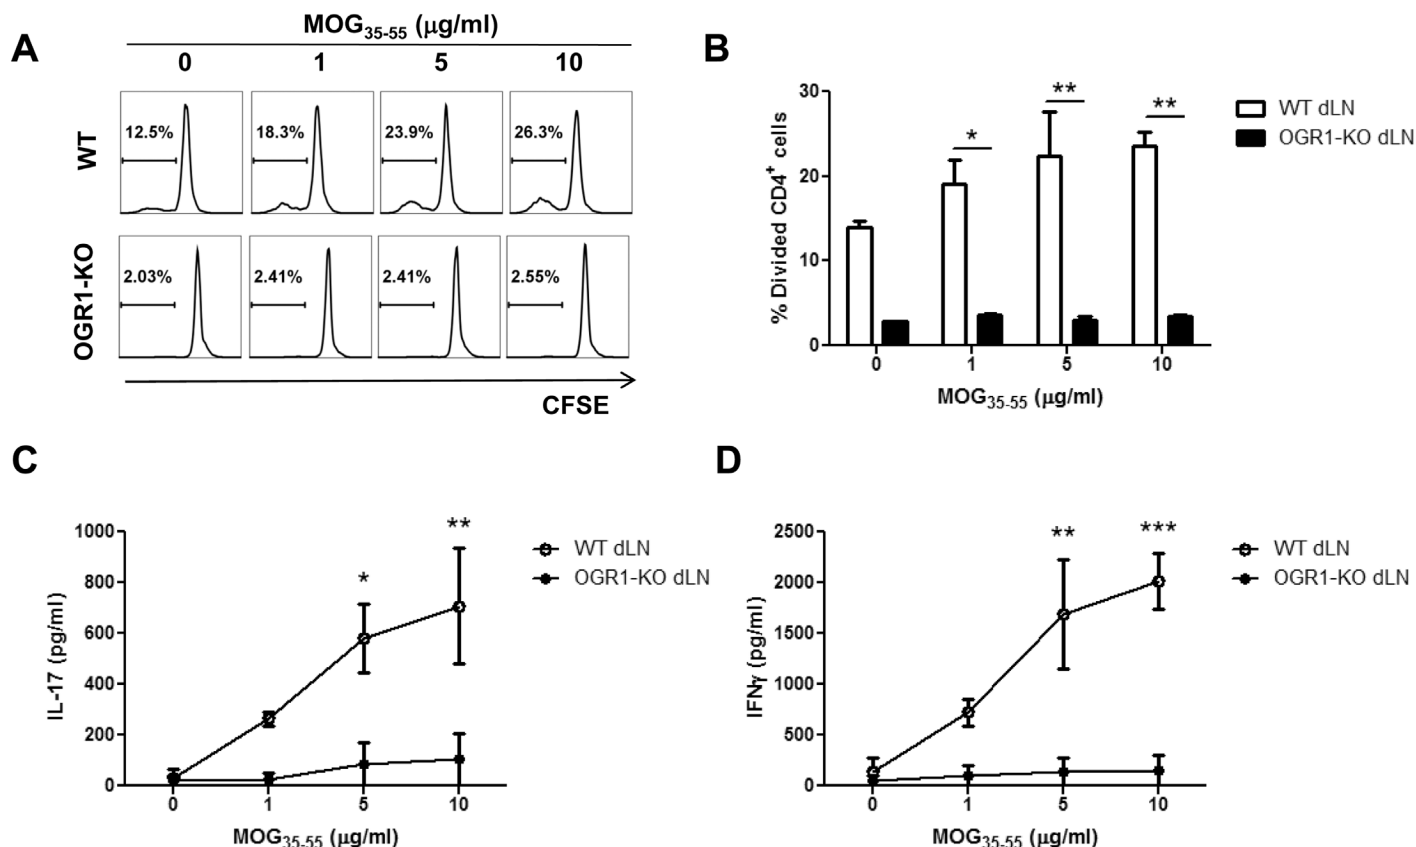 A
MOG35-55 (μg/ml)
0 1 5 10
WT
12.5% 18.3% 23.9% 26.3%
OGR1-KO
2.03% 2.41% 2.41% 2.55%
CFSE
B
% Divided CD4+ cells
30
20
10
0
* ** **
0 1 5 10
MOG35-55 (μg/ml)
WT dLN
OGR1-KO dLN
C
IL-17 (pg/ml)
1000
800
600
400
200
0
* **
0 1 5 10
MOG35-55 (μg/ml)
WT dLN
OGR1-KO dLN
D
IFNγ (pg/ml)
2500
2000
1500
1000
500
0
** ***
0 1 5 10
MOG35-55 (μg/ml)
WT dLN
OGR1-KO dLN